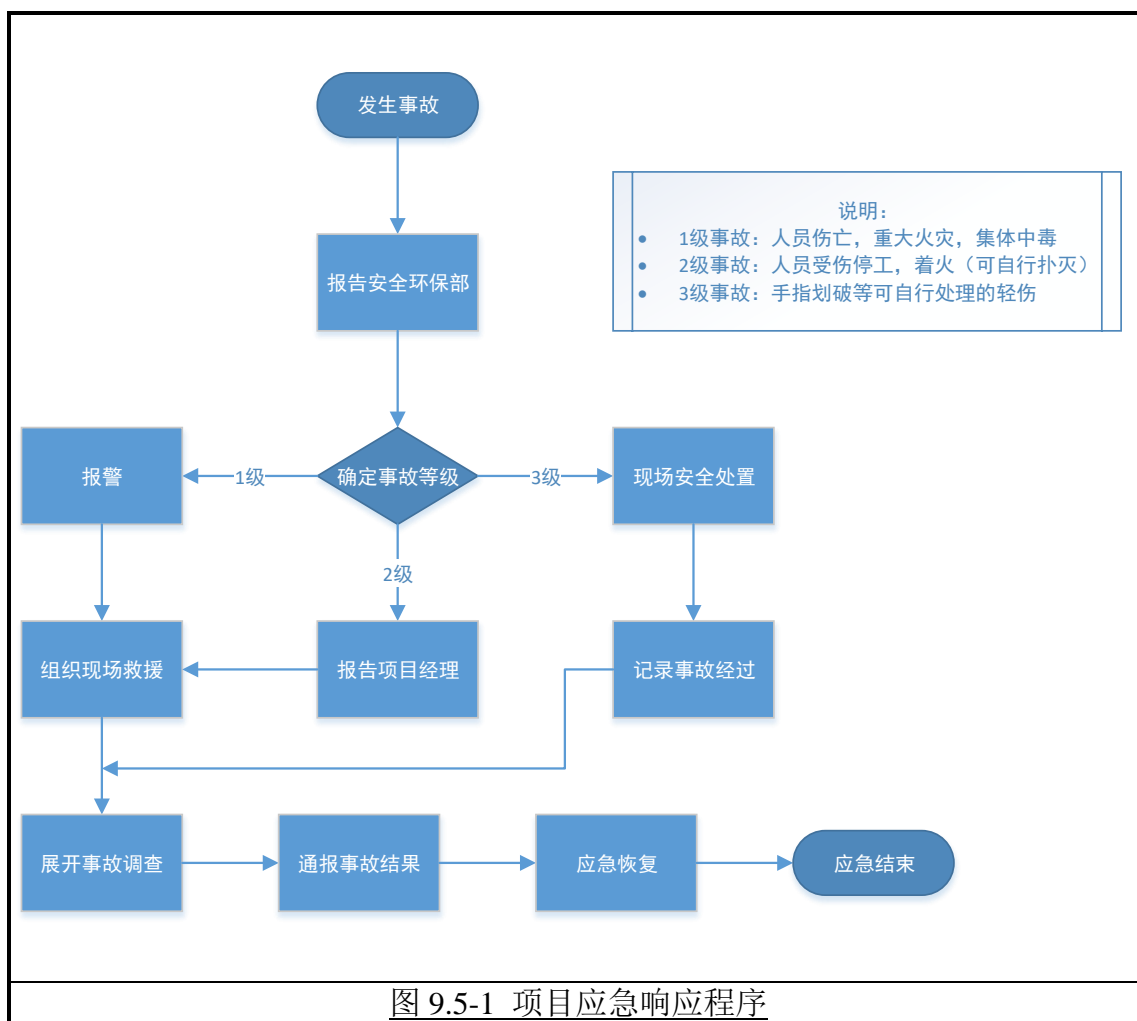 发生事故
说明：
1级事故：人员伤亡，重大火灾，集体中毒
2级事故：人员受伤停工，着火（可自行扑灭）
3级事故：手指划破等可自行处理的轻伤
报告安全环保部
报警
1级
确定事故等级
3级
现场安全处置
2级
组织现场救援
报告项目经理
记录事故经过
展开事故调查
通报事故结果
应急恢复
应急结束
图 9.5-1 项目应急响应程序